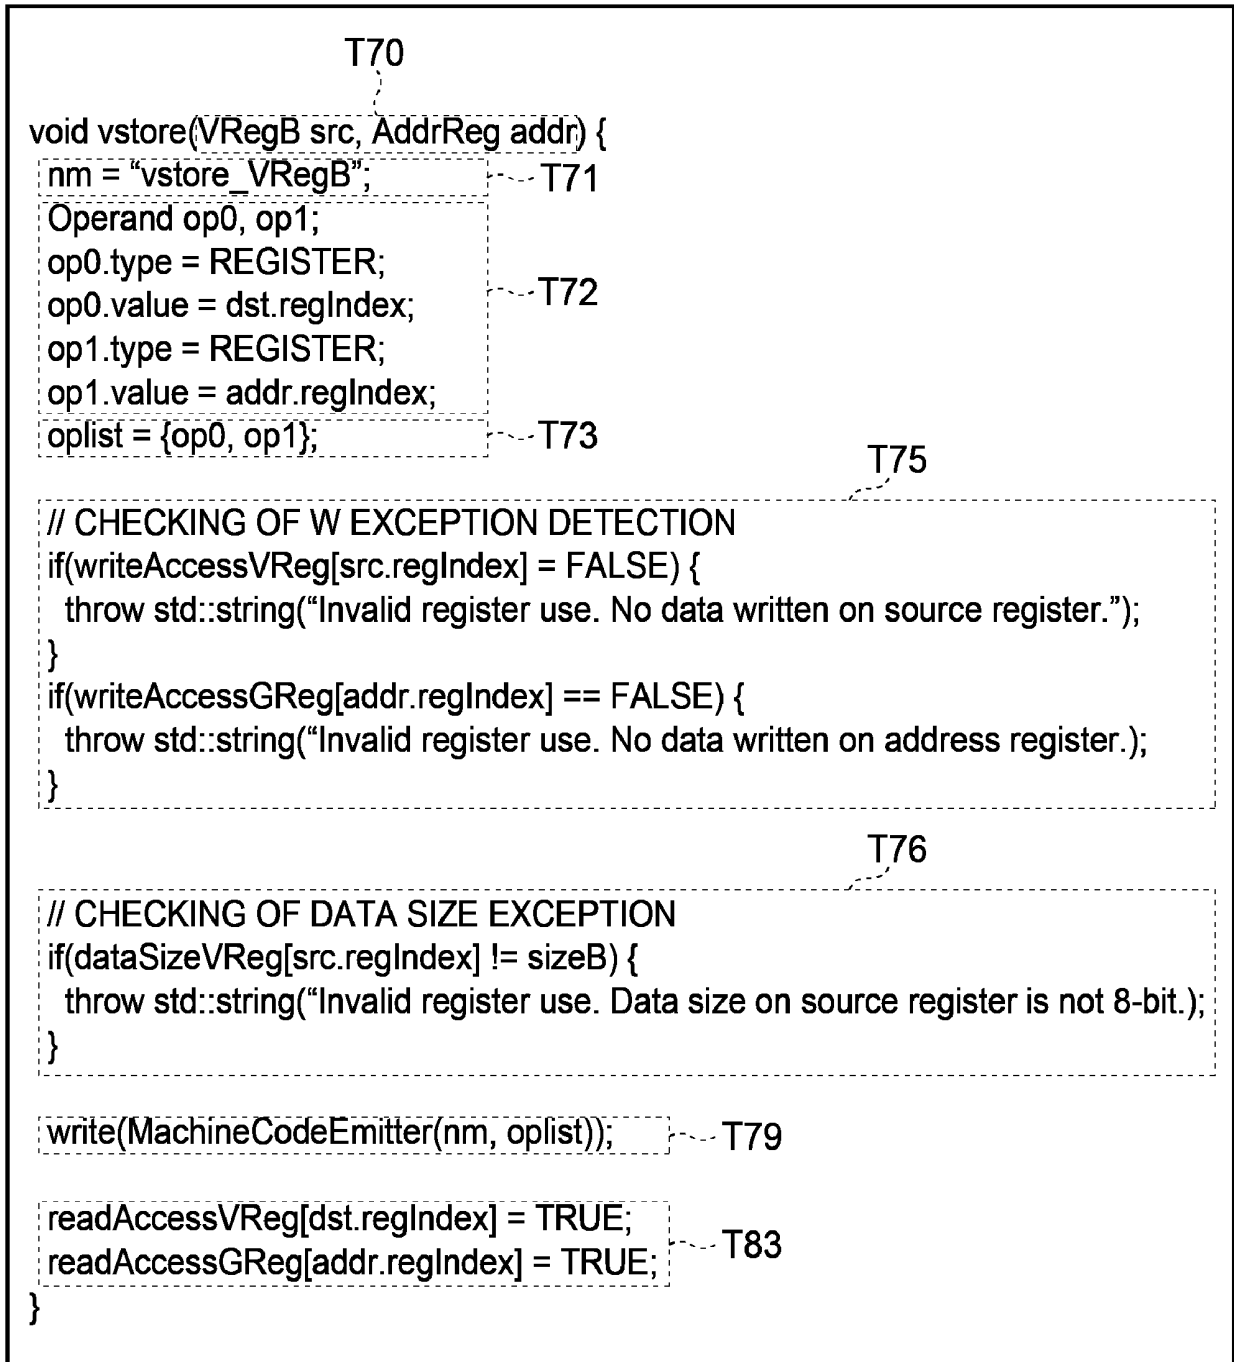 T70
void vstore(VRegB src, AddrReg addr) {
nm = “vstore_VRegB”; T71
Operand op0, op1;
op0.type = REGISTER;
op0.value = dst.regIndex; T72
op1.type = REGISTER;
op1.value = addr.regIndex;
oplist = {op0, op1}; T73
T75
// CHECKING OF W EXCEPTION DETECTION
if(writeAccessVReg[src.regIndex] = FALSE) {
throw std::string(“Invalid register use. No data written on source register.”);
}
if(writeAccessGReg[addr.regIndex] == FALSE) {
throw std::string(“Invalid register use. No data written on address register.);
}
T76
// CHECKING OF DATA SIZE EXCEPTION
if(dataSizeVReg[src.regIndex] != sizeB) {
throw std::string(“Invalid register use. Data size on source register is not 8-bit.);
}
write(MachineCodeEmitter(nm, oplist)); T79
readAccessVReg[dst.regIndex] = TRUE;
readAccessGReg[addr.regIndex] = TRUE; T83
}